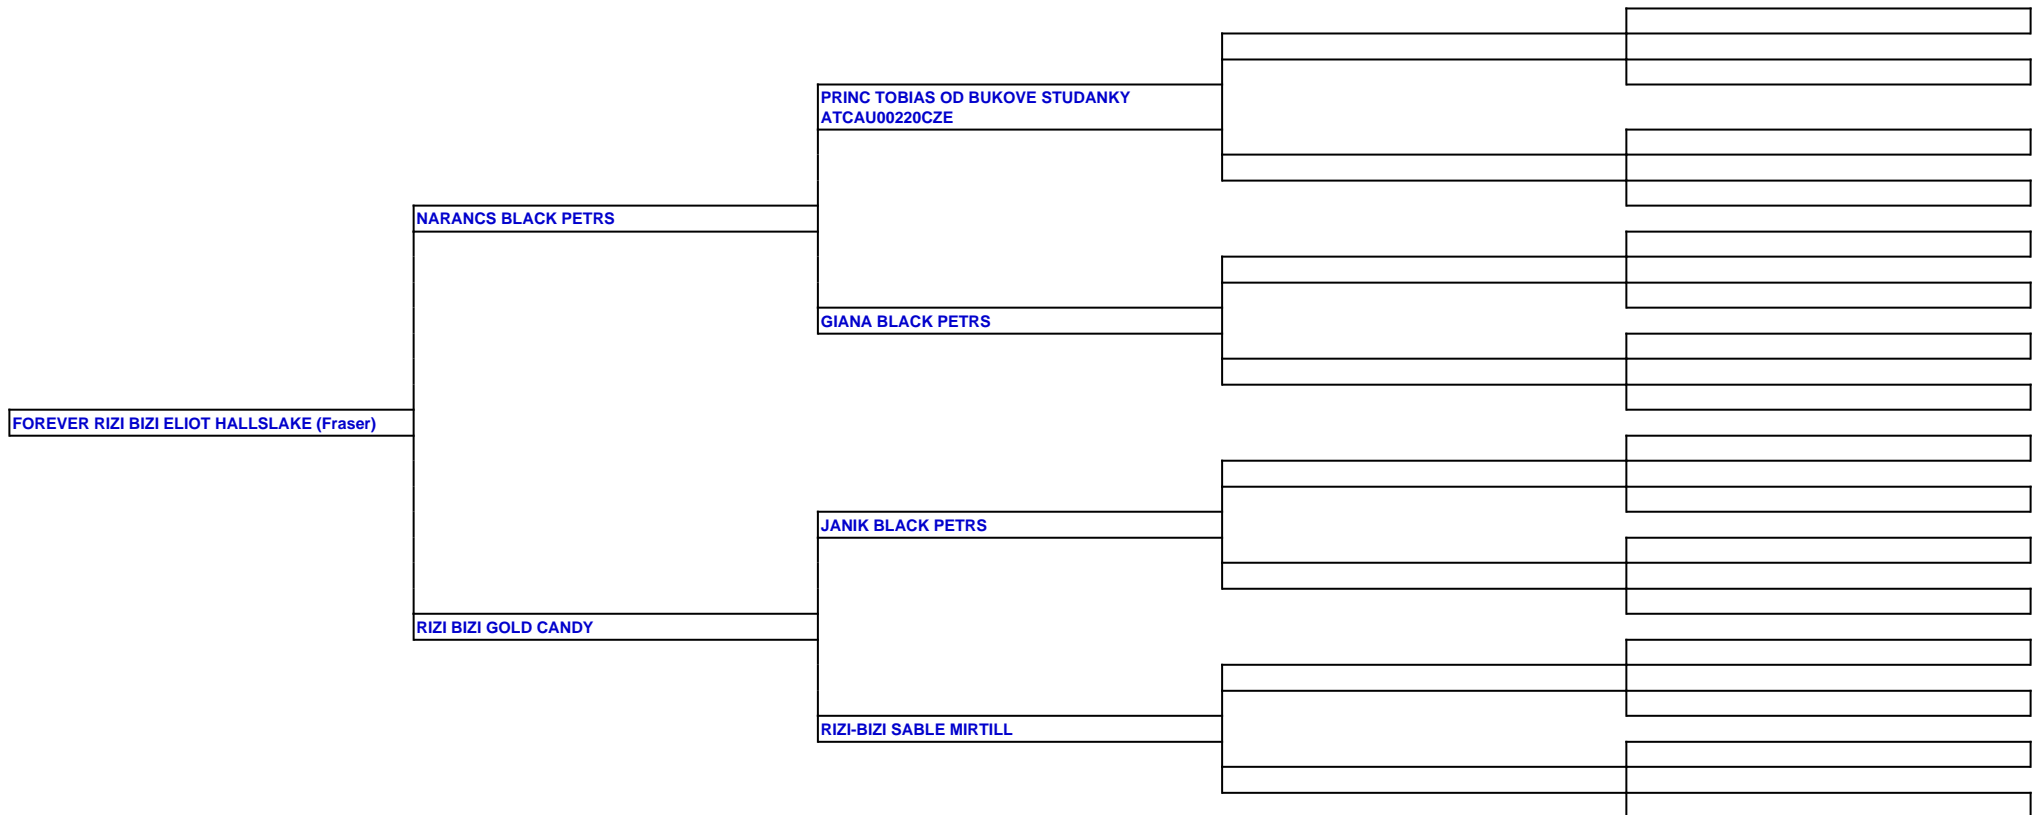 PRINC TOBIAS OD BUKOVE STUDANKY
ATCAU00220CZE
NARANCS BLACK PETRS
GIANA BLACK PETRS
FOREVER RIZI BIZI ELIOT HALLSLAKE (Fraser)
JANIK BLACK PETRS
RIZI BIZI GOLD CANDY
RIZI-BIZI SABLE MIRTILL